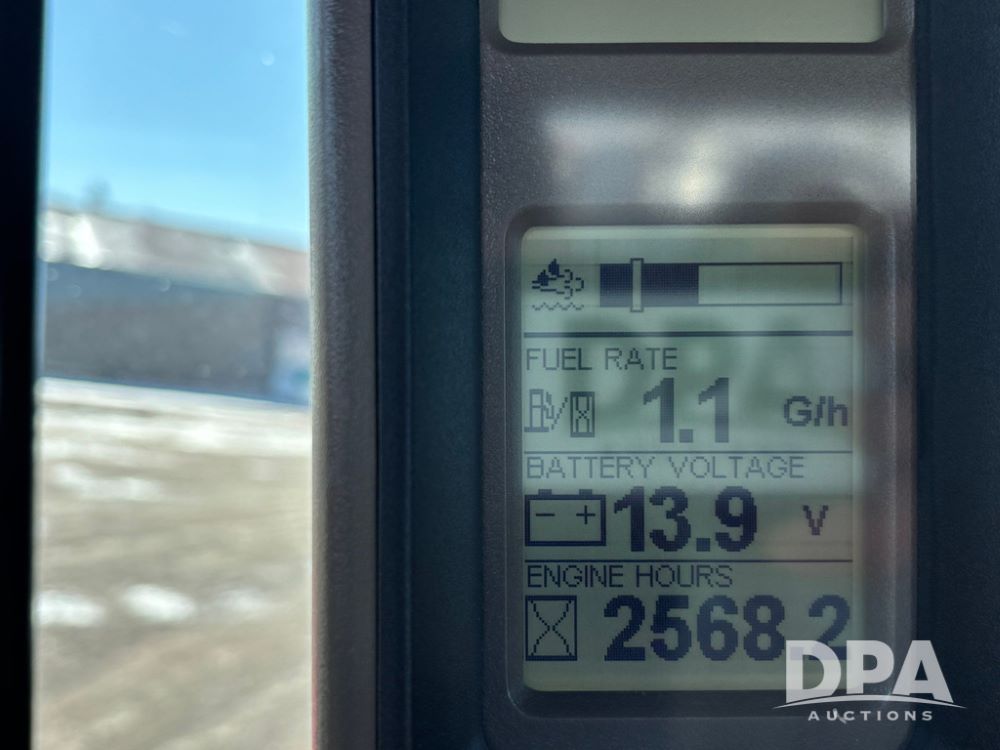 FUEL RATE
1.1 G/h
BATTERY VOLTAGE
- + 13.9 V
ENGINE HOURS
2568.2
DPA
AUCTIONS